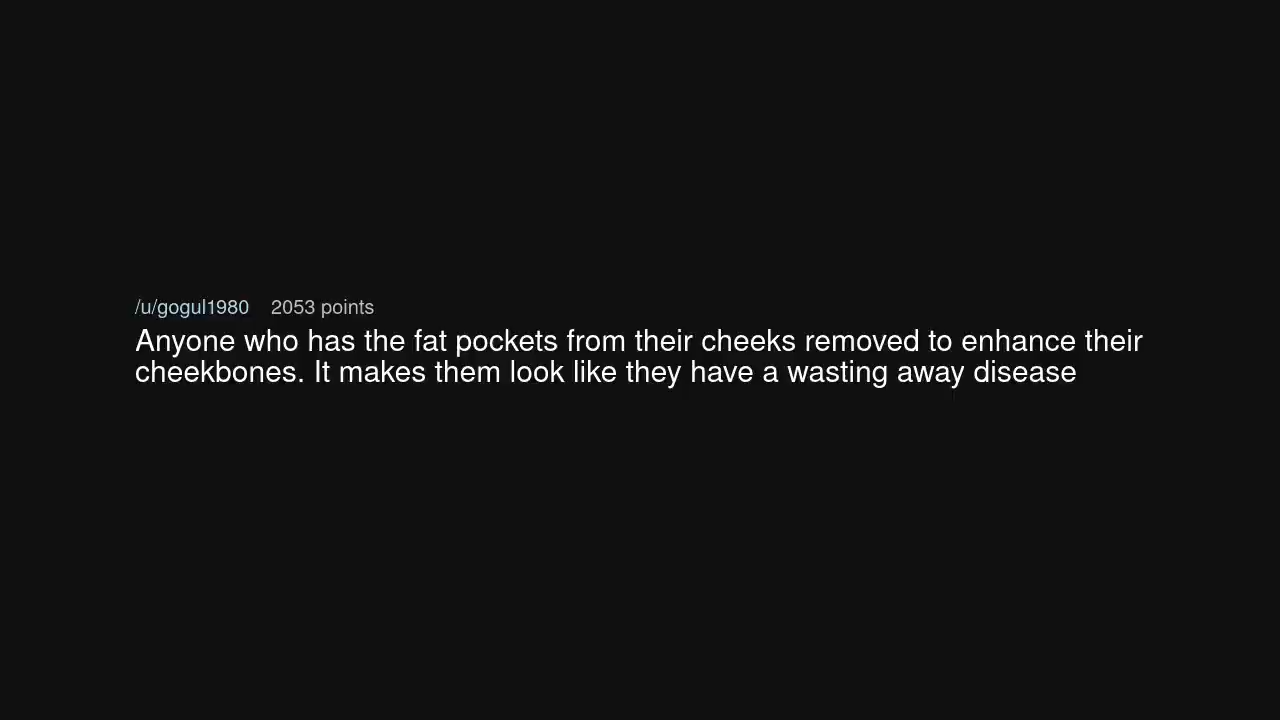 /u/gogul1980 2053 points
Anyone who has the fat pockets from their cheeks removed to enhance their
cheekbones. It makes them look like they have a wasting away disease